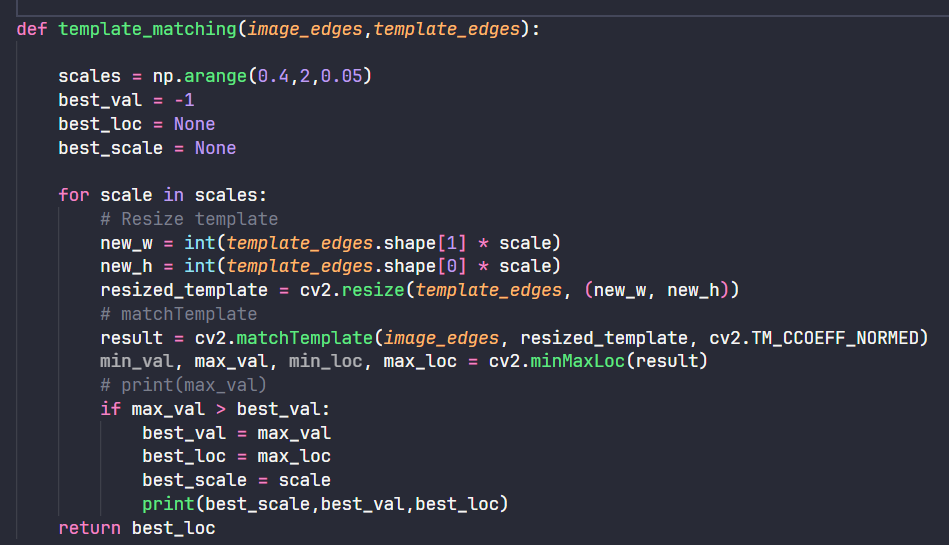 def template_matching(image_edges,template_edges):
scales = np.arange(0.4,2,0.05)
best_val = -1
best_loc = None
best_scale = None
for scale in scales:
# Resize template
new_w = int(template_edges.shape[1] * scale)
new_h = int(template_edges.shape[0] * scale)
resized_template = cv2.resize(template_edges, (new_w, new_h))
# matchTemplate
result = cv2.matchTemplate(image_edges, resized_template, cv2.TM_CCOEFF_NORMED)
min_val, max_val, min_loc, max_loc = cv2.minMaxLoc(result)
# print(max_val)
if max_val > best_val:
best_val = max_val
best_loc = max_loc
best_scale = scale
print(best_scale,best_val,best_loc)
return best_loc